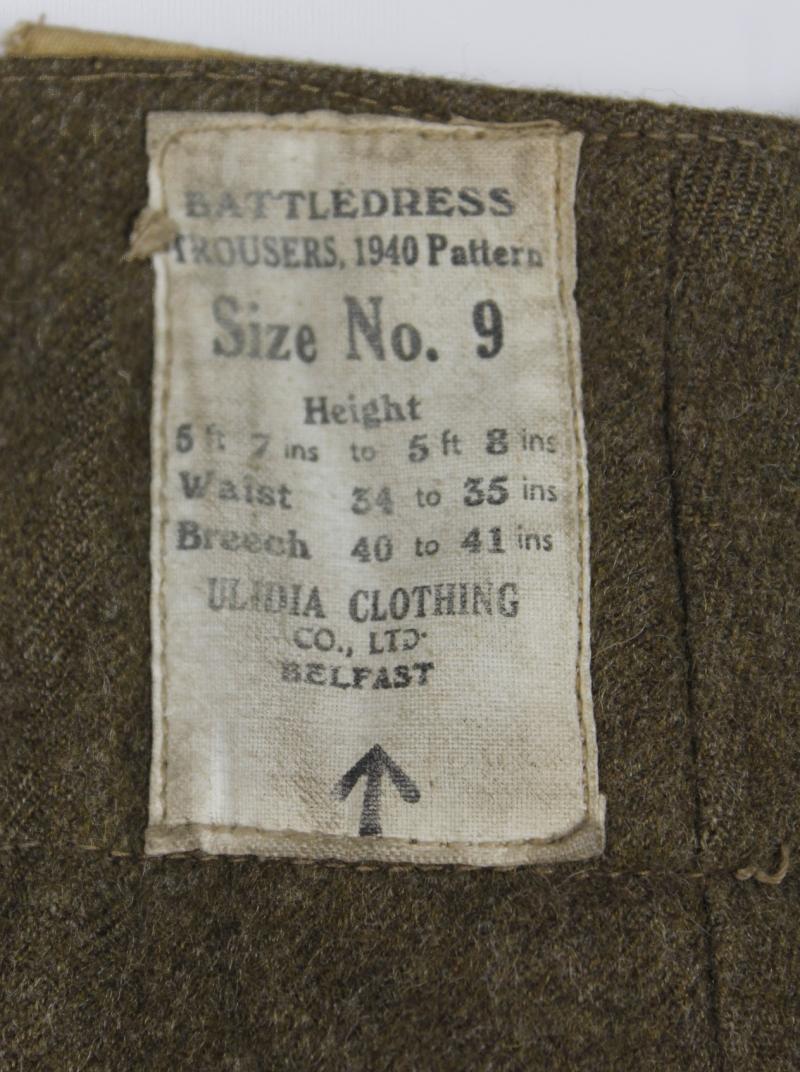 BATTLEDRESS
TROUSERS, 1940 Pattern
Size No. 9
Height
5 ft 7 ins to 5 ft 8 ins
Waist 34 to 35 ins
Breech 40 to 41 ins
ULIDIA CLOTHING
CO., LTD.
BELFAST